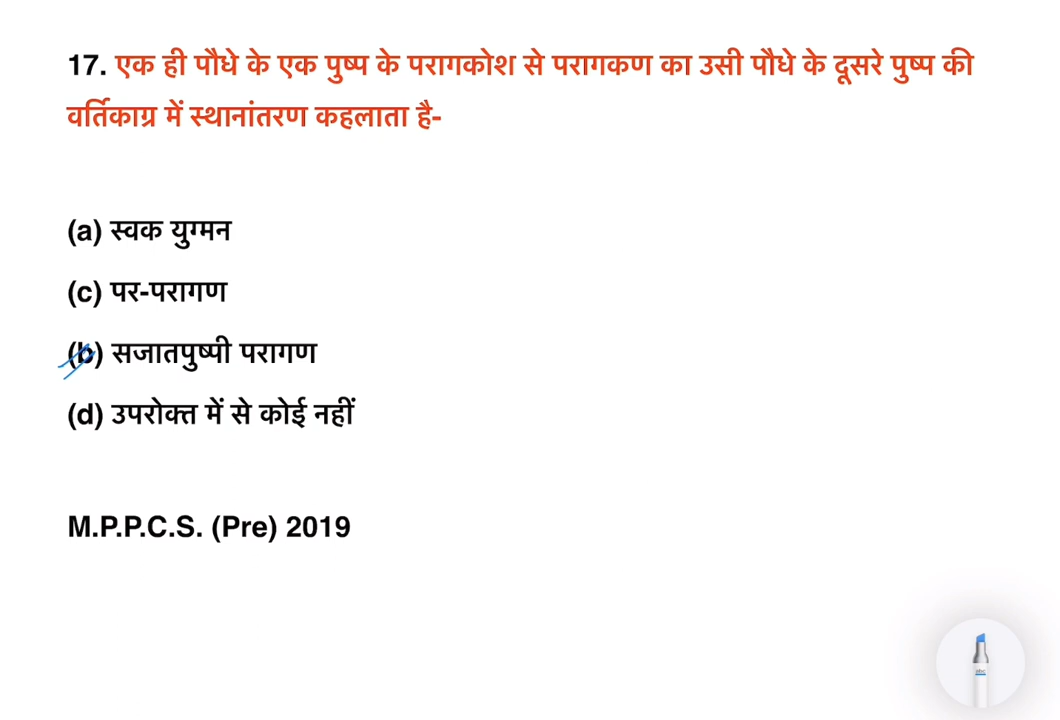 17. एक ही पौधे के एक पुष्प के परागकोश से परागकण का उसी पौधे के दूसरे पुष्प की
वर्तिकाग्र में स्थानांतरण कहलाता है-
(a) स्वक युग्मन
(c) पर-परागण
(b) सजातपुष्पी परागण
(d) उपरोक्त में से कोई नहीं
M.P.P.C.S. (Pre) 2019